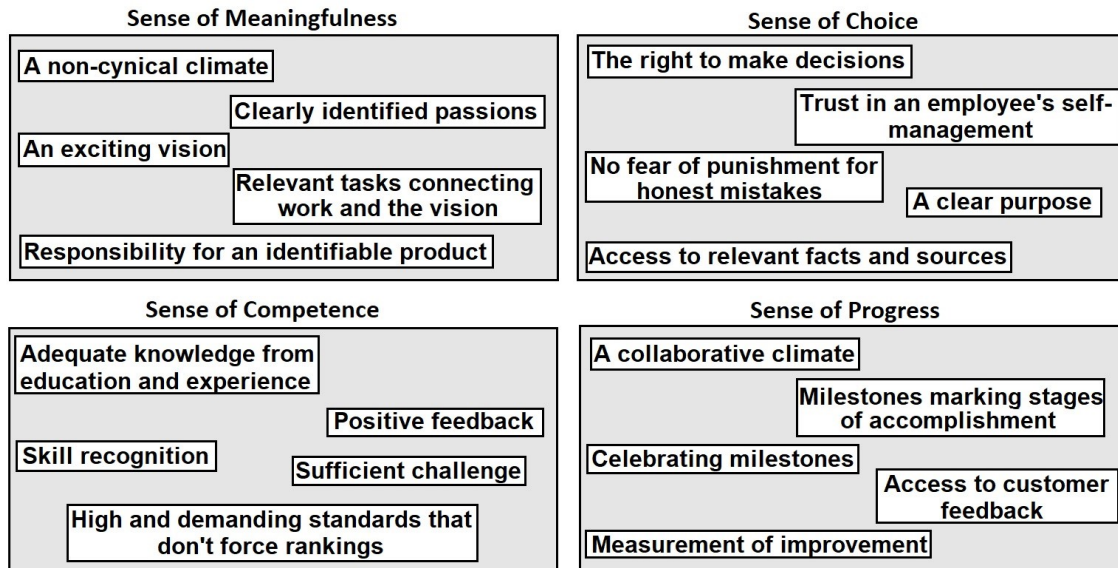 Sense of Meaningfulness
A non-cynical climate
Clearly identified passions
An exciting vision
Relevant tasks connecting
work and the vision
Responsibility for an identifiable product
Sense of Choice
The right to make decisions
Trust in an employee's self-
management
No fear of punishment for
honest mistakes
A clear purpose
Access to relevant facts and sources
Sense of Competence
Adequate knowledge from
education and experience
Positive feedback
Skill recognition
Sufficient challenge
High and demanding standards that
don't force rankings
Sense of Progress
A collaborative climate
Milestones marking stages
of accomplishment
Celebrating milestones
Access to customer
feedback
Measurement of improvement